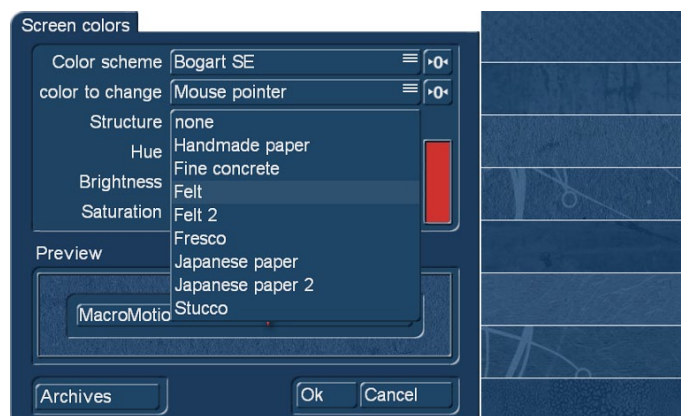 Screen colors
Color scheme Bogart SE
color to change Mouse pointer
Structure none
Handmade paper
Hue
Fine concrete
Brightness
Felt
Saturation Felt 2
Fresco
Preview
Japanese paper
Japanese paper 2
MacroMotio Stucco
Archives Ok Cancel